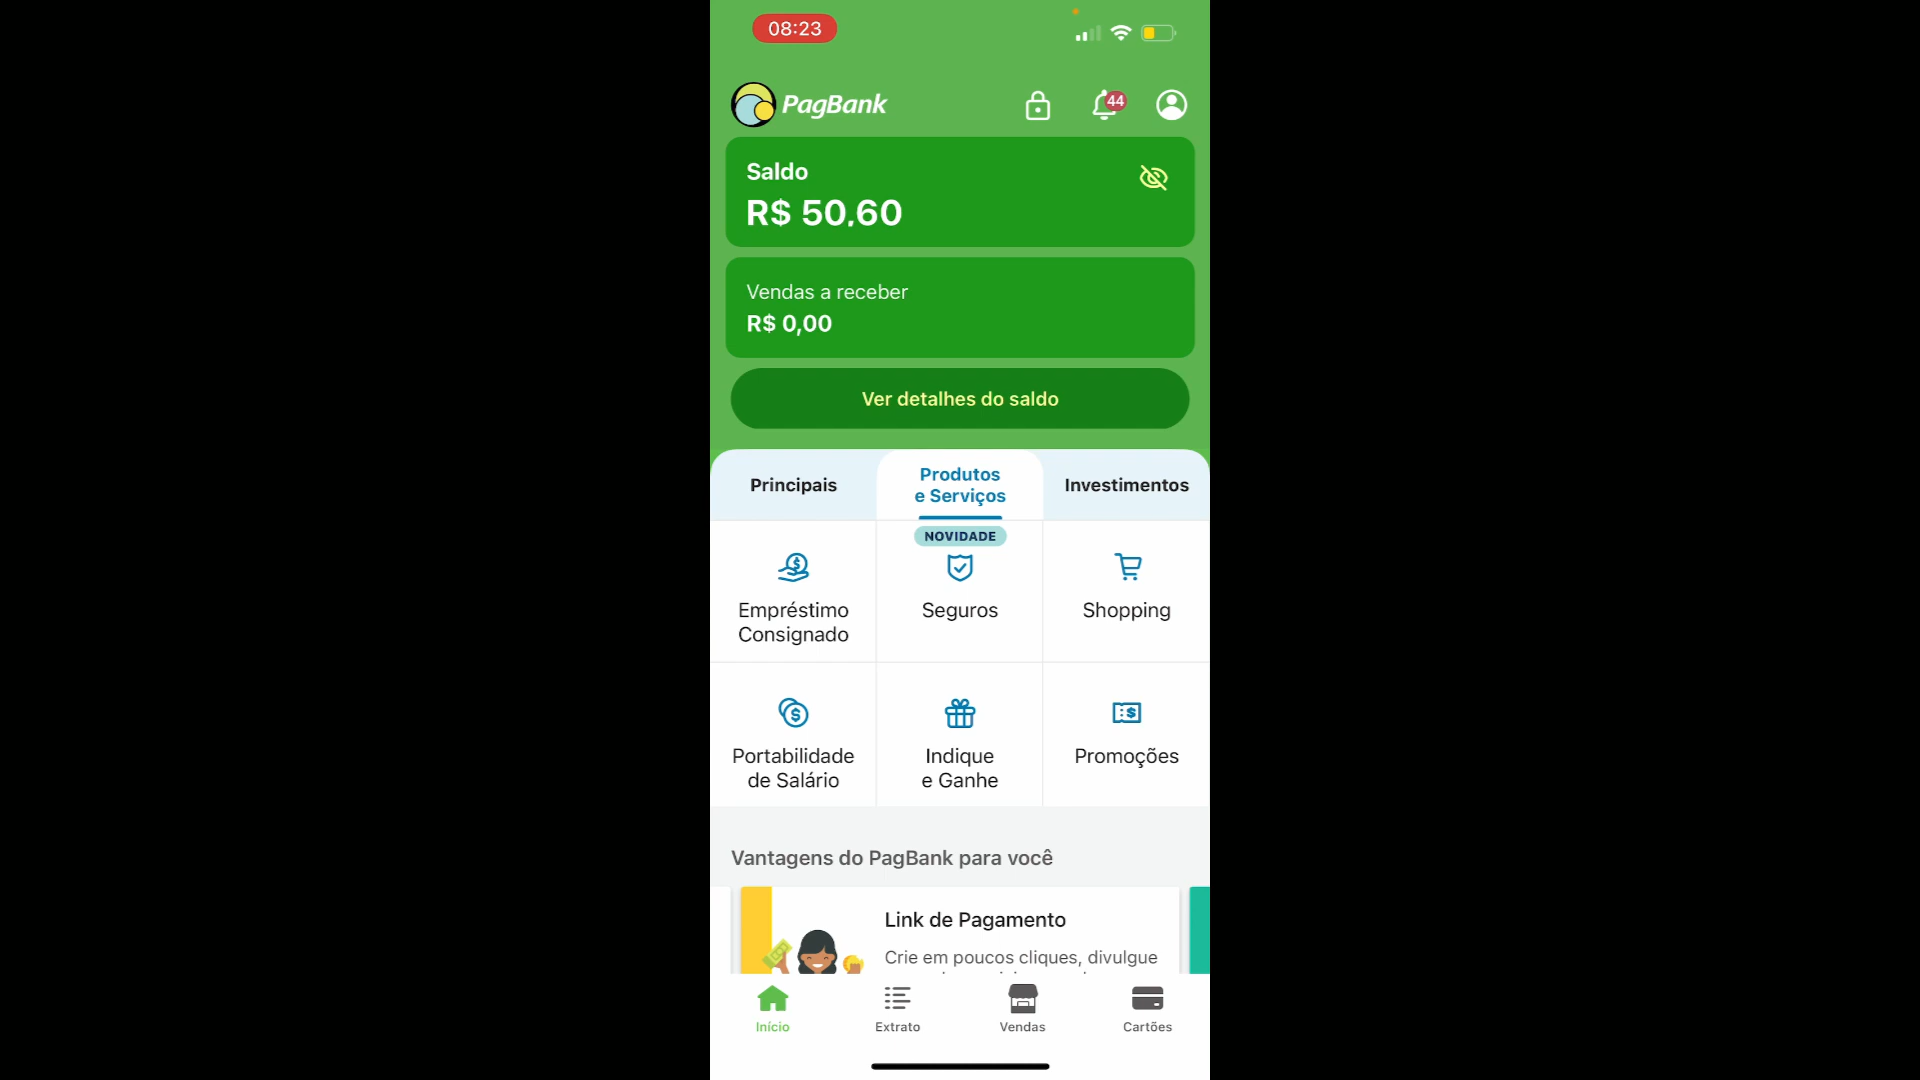 08:23
PagBank
44
Saldo
R$ 50,60
Vendas a receber
R$ 0,00
Ver detalhes do saldo
Principais
Produtos
e Serviços
Investimentos
NOVIDADE
Empréstimo
Consignado
Seguros
Shopping
Portabilidade
de Salário
Indique
e Ganhe
Promoções
Vantagens do PagBank para você
Link de Pagamento
Crie em poucos cliques, divulgue
Início
Extrato
Vendas
Cartões